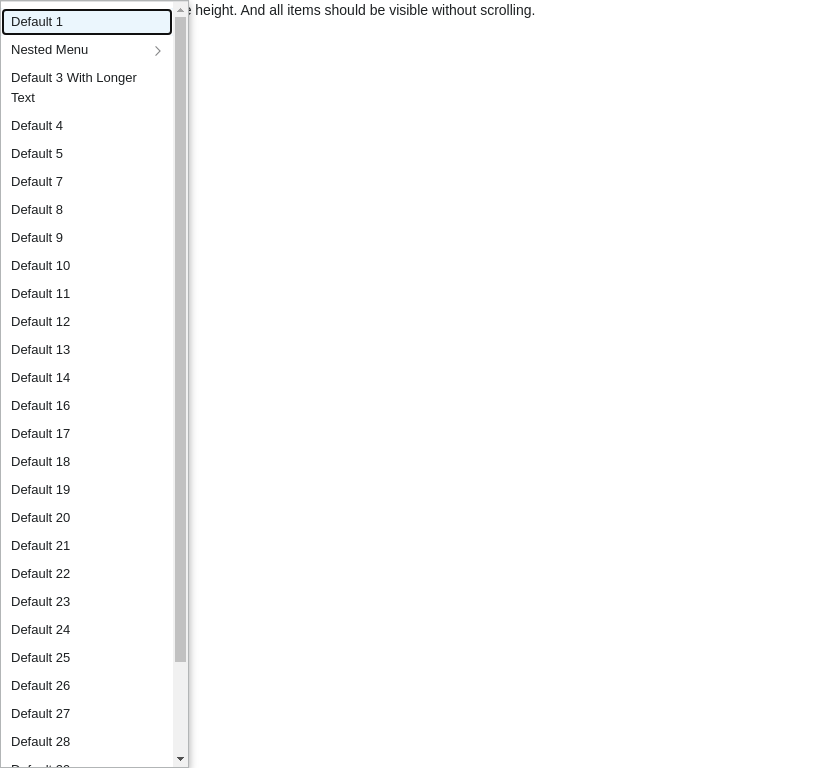 Default 1
height. And all items should be visible without scrolling.
Nested Menu
Default 3 With Longer
Text
Default 4
Default 5
Default 7
Default 8
Default 9
Default 10
Default 11
Default 12
Default 13
Default 14
Default 16
Default 17
Default 18
Default 19
Default 20
Default 21
Default 22
Default 23
Default 24
Default 25
Default 26
Default 27
Default 28